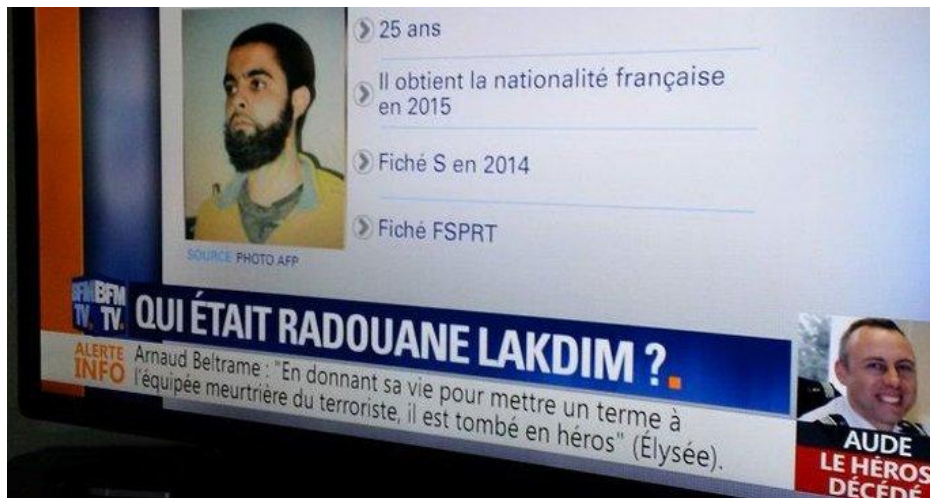 25 ans
Il obtient la nationalité française
en 2015
Fiché S en 2014
Fiché FSPRT
SOURCE PHOTO AFP
BFM BFM
TV. TV.
QUI ÉTAIT RADOUANE LAKDIM ?
ALERTE
INFO
Arnaud Beltrame : "En donnant sa vie pour mettre un terme à
l'équipée meurtrière du terroriste, il est tombé en héros" (Élysée).
AUDE
LE HÉROS
DÉCÉDÉ